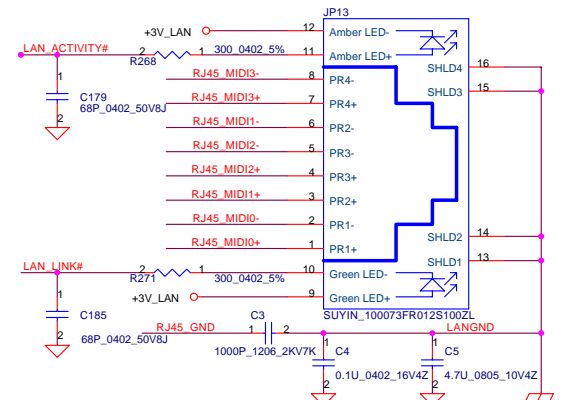 JP13
+3V_LAN 12 Amber LED-
LAN_ACTIVITY# 2 1 300_0402_5% 11 Amber LED+
R268
RJ45_MIDI3- 8 PR4- SHLD4 16
1
RJ45_MIDI3+ 7 PR4+ SHLD3 15
C179
68P_0402_50V8J
2
RJ45_MIDI1- 6 PR2-
RJ45_MIDI2- 5 PR3-
RJ45_MIDI2+ 4 PR3+
RJ45_MIDI1+ 3 PR2+
RJ45_MIDI0- 2 PR1- SHLD2 14
RJ45_MIDI0+ 1 PR1+ SHLD1 13
LAN_LINK# 2 1 300_0402_5% 10 Green LED-
R271
+3V_LAN 9 Green LED+
1
C185
68P_0402_50V8J
2
SUYIN_100073FR012S100ZL
RJ45_GND 1 C3 2 LANGND
1000P_1206_2KV7K
1 C4 2
0.1U_0402_16V4Z
1 C5 2
4.7U_0805_10V4Z